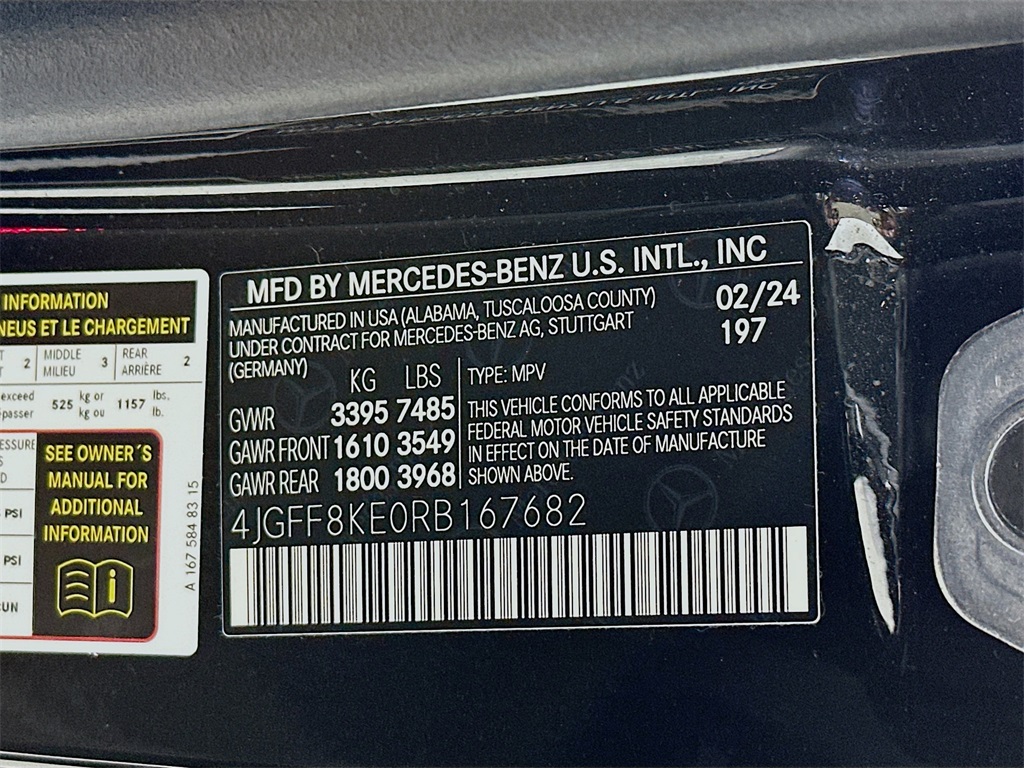 INFORMATION
NEUS ET LE CHARGEMENT
2 MIDDLE MILIEU 3 REAR ARRIÈRE 2
exceed 525 kg or 1157 lbs.
kg ou lb.
SEE OWNER´S
MANUAL FOR
ADDITIONAL
INFORMATION
PSI
PSI
A 167 584 83 15
MFD BY MERCEDES-BENZ U.S. INTL., INC
MANUFACTURED IN USA (ALABAMA, TUSCALOOSA COUNTY)
UNDER CONTRACT FOR MERCEDES-BENZ AG, STUTTGART
(GERMANY)
02/24
197
KG LBS
GVWR 3395 7485
GAWR FRONT 1610 3549
GAWR REAR 1800 3968
TYPE: MPV
THIS VEHICLE CONFORMS TO ALL APPLICABLE
FEDERAL MOTOR VEHICLE SAFETY STANDARDS
IN EFFECT ON THE DATE OF MANUFACTURE
SHOWN ABOVE.
4JGFF8KE0RB167682